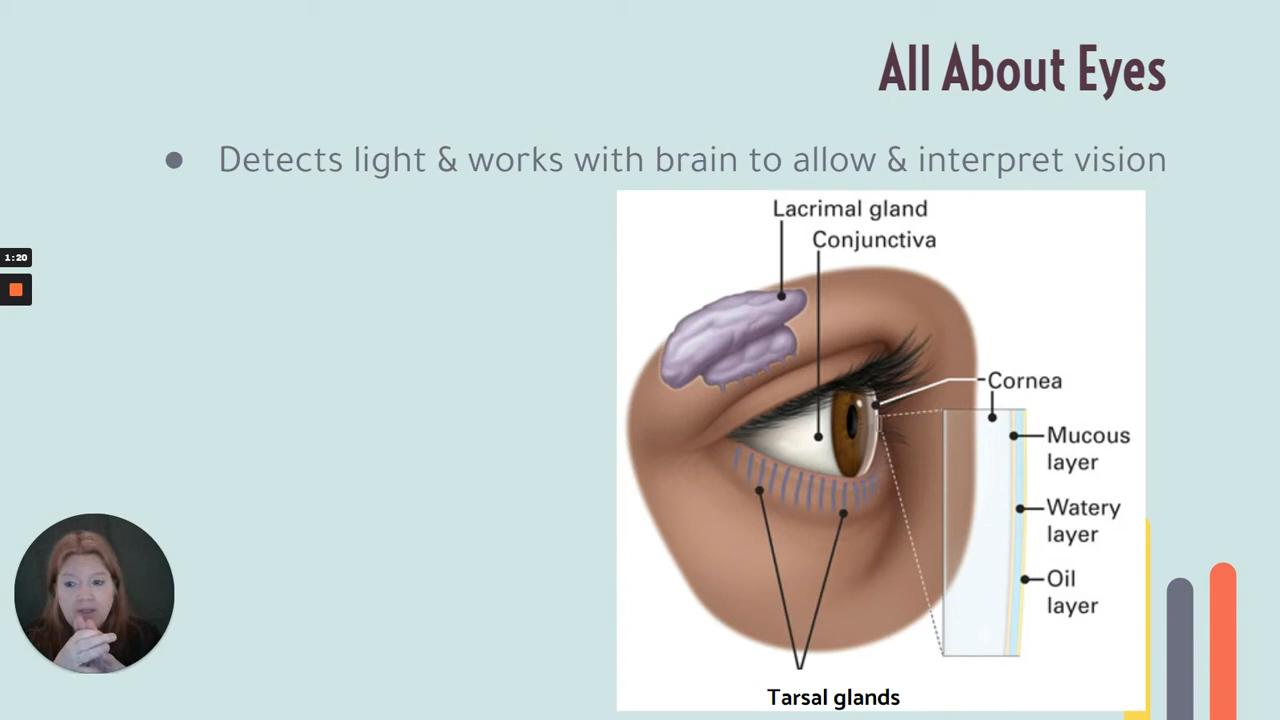 All About Eyes
● Detects light & works with brain to allow & interpret vision
Lacrimal gland
Conjunctiva
1:20
Cornea
Mucous
layer
Watery
layer
Oil
layer
Tarsal glands